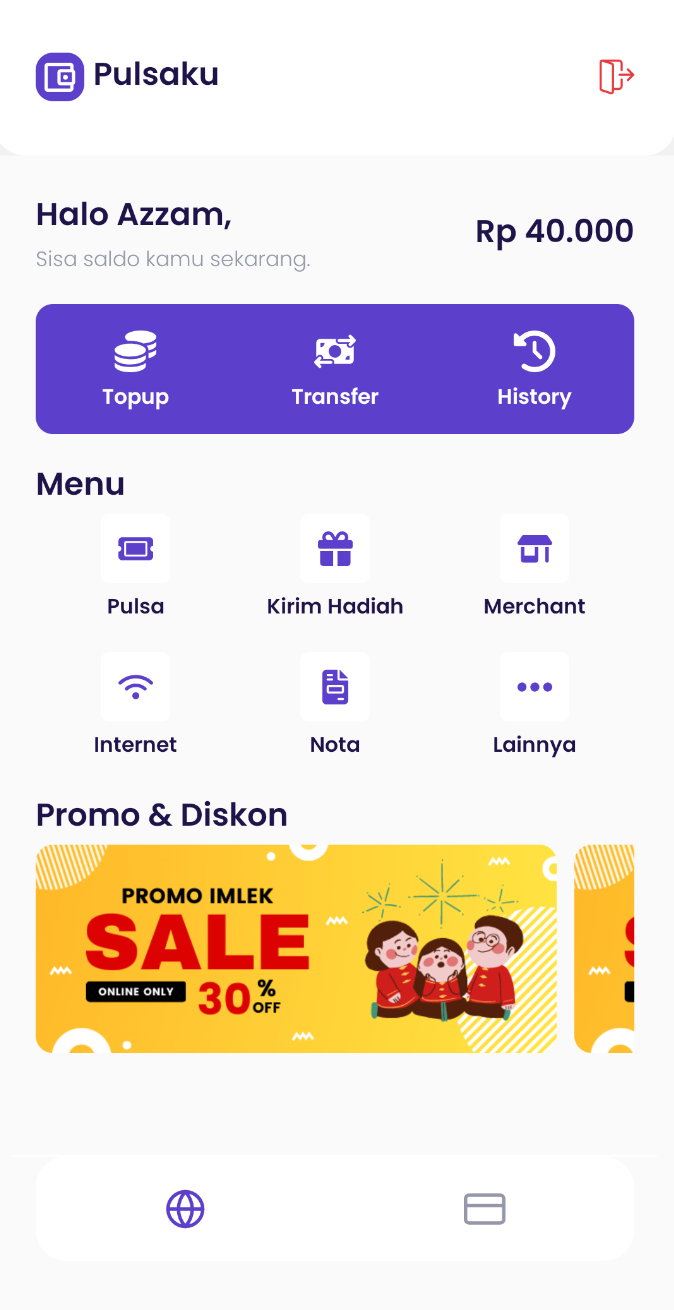 Pulsaku
Halo Azzam,
Sisa saldo kamu sekarang.
Rp 40.000
Topup
Transfer
History
Menu
Pulsa
Kirim Hadiah
Merchant
Internet
Nota
Lainnya
Promo & Diskon
PROMO IMLEK
SALE
ONLINE ONLY
30%
OFF